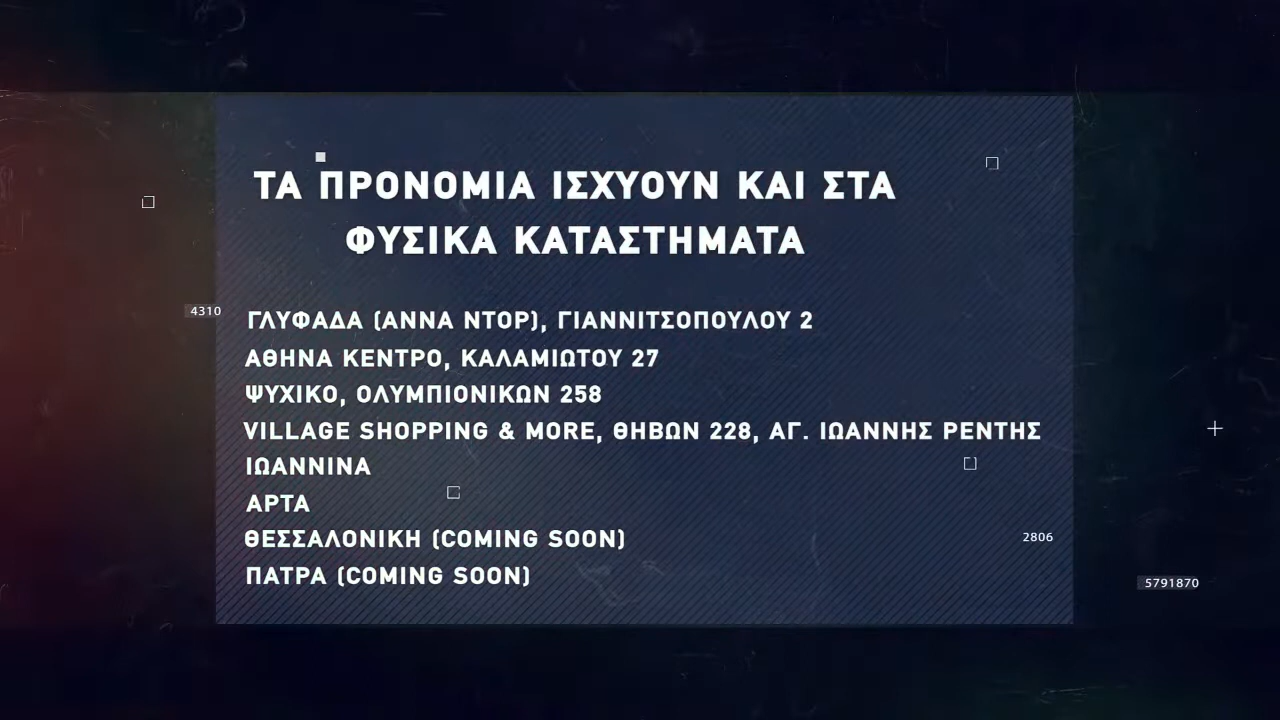 ΤΑ ΠΡΟΝΟΜΙΑ ΙΣΧΥΟΥΝ ΚΑΙ ΣΤΑ
ΦΥΣΙΚΑ ΚΑΤΑΣΤΗΜΑΤΑ
4310
ΓΛΥΦΑΔΑ (ΑΝΝΑ ΝΤΟΡ), ΓΙΑΝΝΙΤΣΟΠΟΥΛΟΥ 2
ΑΘΗΝΑ ΚΕΝΤΡΟ, ΚΑΛΑΜΙΩΤΟΥ 27
ΨΥΧΙΚΟ, ΟΛΥΜΠΙΟΝΙΚΩΝ 258
VILLAGE SHOPPING & MORE, ΘΗΒΩΝ 228, ΑΓ. ΙΩΑΝΝΗΣ ΡΕΝΤΗΣ
ΙΩΑΝΝΙΝΑ
ΑΡΤΑ
ΘΕΣΣΑΛΟΝΙΚΗ (COMING SOON)
2806
ΠΑΤΡΑ (COMING SOON)
5791870